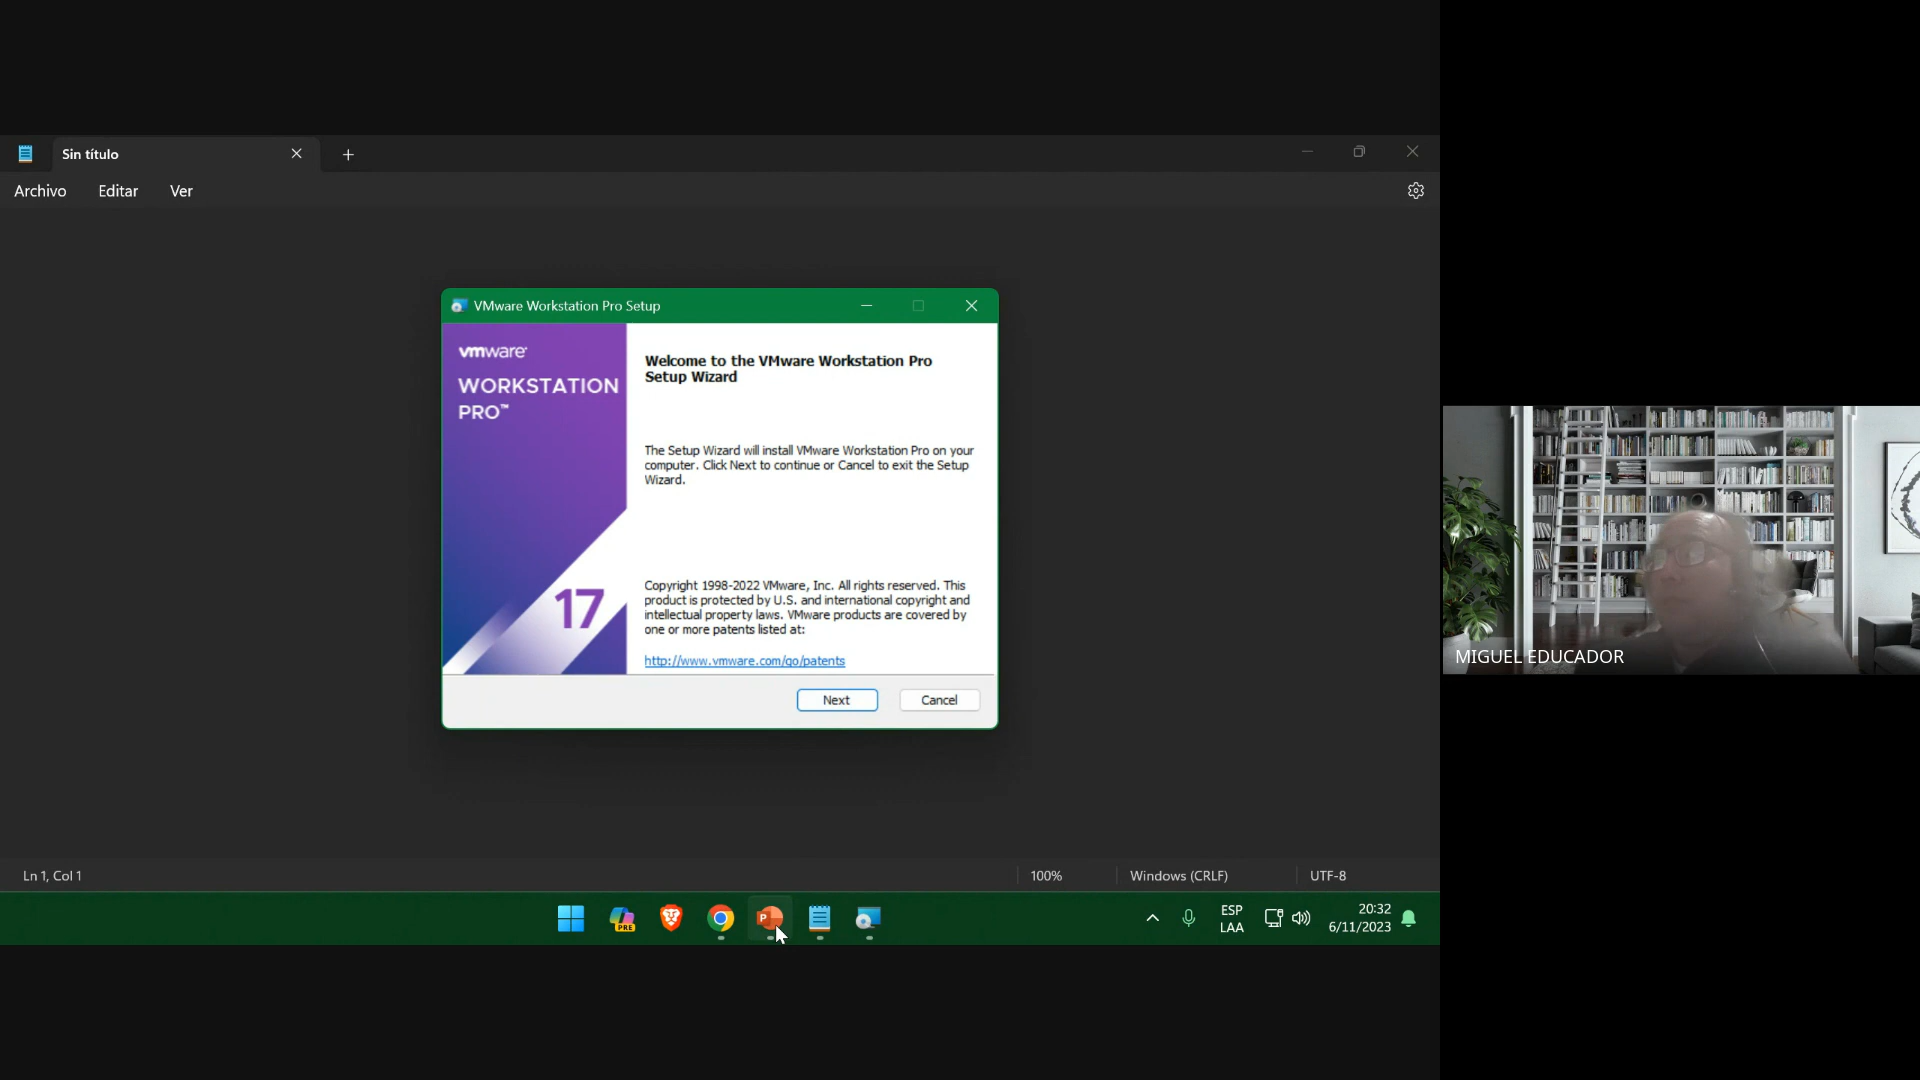 Sin título
Archivo Editar Ver
VMware Workstation Pro Setup
vmware
WORKSTATION
PRO™
17
Welcome to the VMware Workstation Pro
Setup Wizard
The Setup Wizard will install VMware Workstation Pro on your
computer. Click Next to continue or Cancel to exit the Setup
Wizard.
Copyright 1998-2022 VMware, Inc. All rights reserved. This
product is protected by U.S. and international copyright and
intellectual property laws. VMware products are covered by
one or more patents listed at:
http://www.vmware.com/go/patents
Next Cancel
MIGUEL EDUCADOR
Ln 1, Col 1 100% Windows (CRLF) UTF-8
PRE
P
ESP
LAA
20:32
6/11/2023